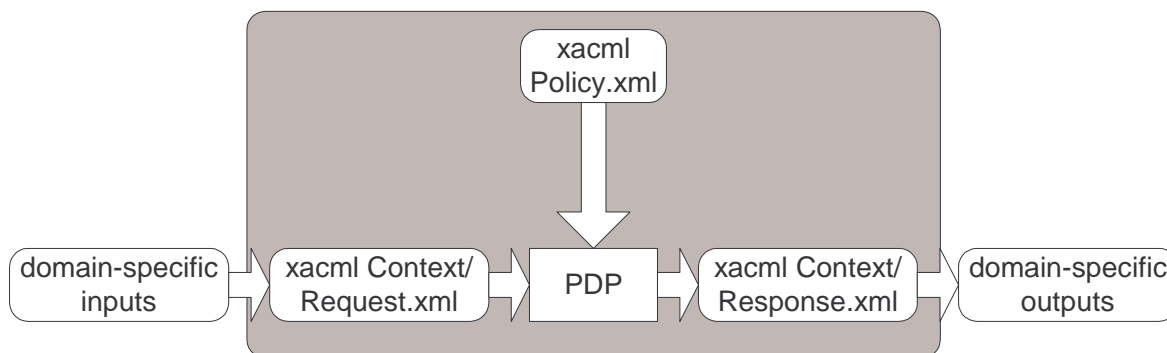 xacml
Policy.xml
domain-specific
inputs
xacml Context/
Request.xml
PDP
xacml Context/
Response.xml
domain-specific
outputs